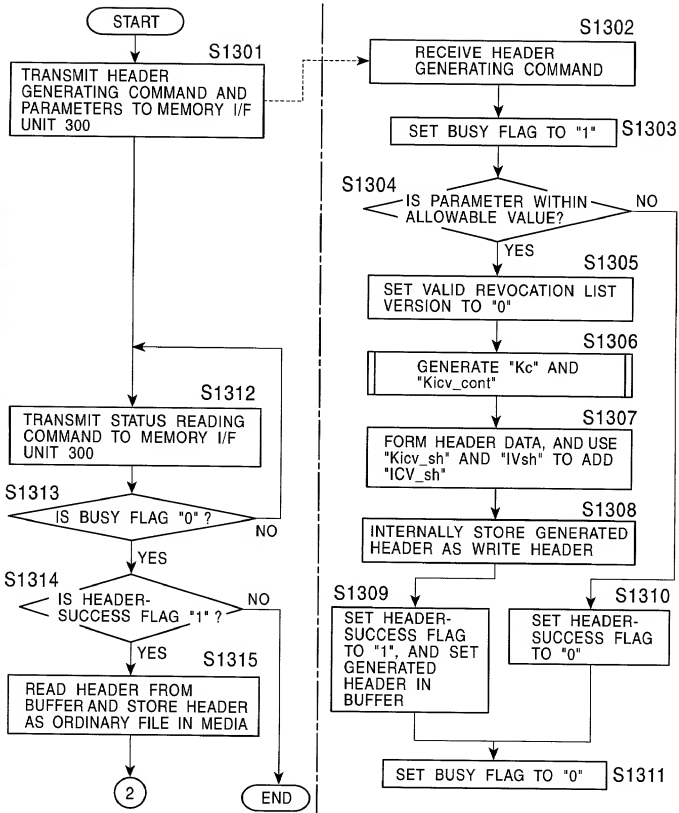 START
S1301
TRANSMIT HEADER
GENERATING COMMAND AND
PARAMETERS TO MEMORY I/F
UNIT 300
S1312
TRANSMIT STATUS READING
COMMAND TO MEMORY I/F
UNIT 300
S1313
IS BUSY FLAG "0" ?
NO
YES
S1314
IS HEADER-
SUCCESS FLAG "1" ?
NO
YES
S1315
READ HEADER FROM
BUFFER AND STORE HEADER
AS ORDINARY FILE IN MEDIA
2
END
S1302
RECEIVE HEADER
GENERATING COMMAND
SET BUSY FLAG TO "1"
S1303
S1304
IS PARAMETER WITHIN
ALLOWABLE VALUE?
NO
YES
S1305
SET VALID REVOCATION LIST
VERSION TO "0"
S1306
GENERATE "Kc" AND
"Kicv_cont"
S1307
FORM HEADER DATA, AND USE
"Kicv_sh" AND "IVsh" TO ADD
"ICV_sh"
S1308
INTERNALLY STORE GENERATED
HEADER AS WRITE HEADER
S1309
SET HEADER-
SUCCESS FLAG
TO "1", AND SET
GENERATED
HEADER IN
BUFFER
S1310
SET HEADER-
SUCCESS FLAG
TO "0"
SET BUSY FLAG TO "0"
S1311